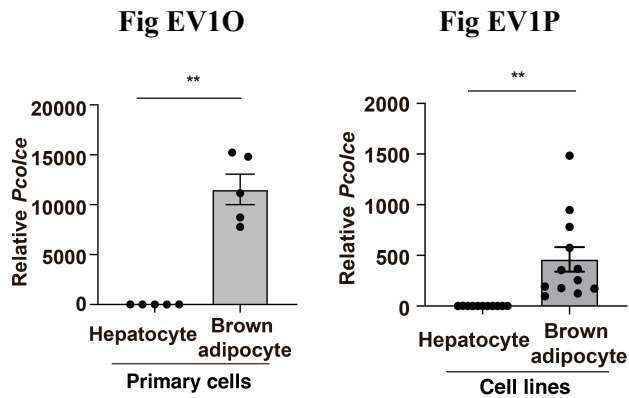 Fig EV1O
Fig EV1P
**
20000
15000
10000
5000
0
Relative Pcolce
Hepatocyte
Brown
adipocyte
Primary cells
**
2000
1500
1000
500
0
Relative Pcolce
Hepatocyte
Brown
adipocyte
Cell lines